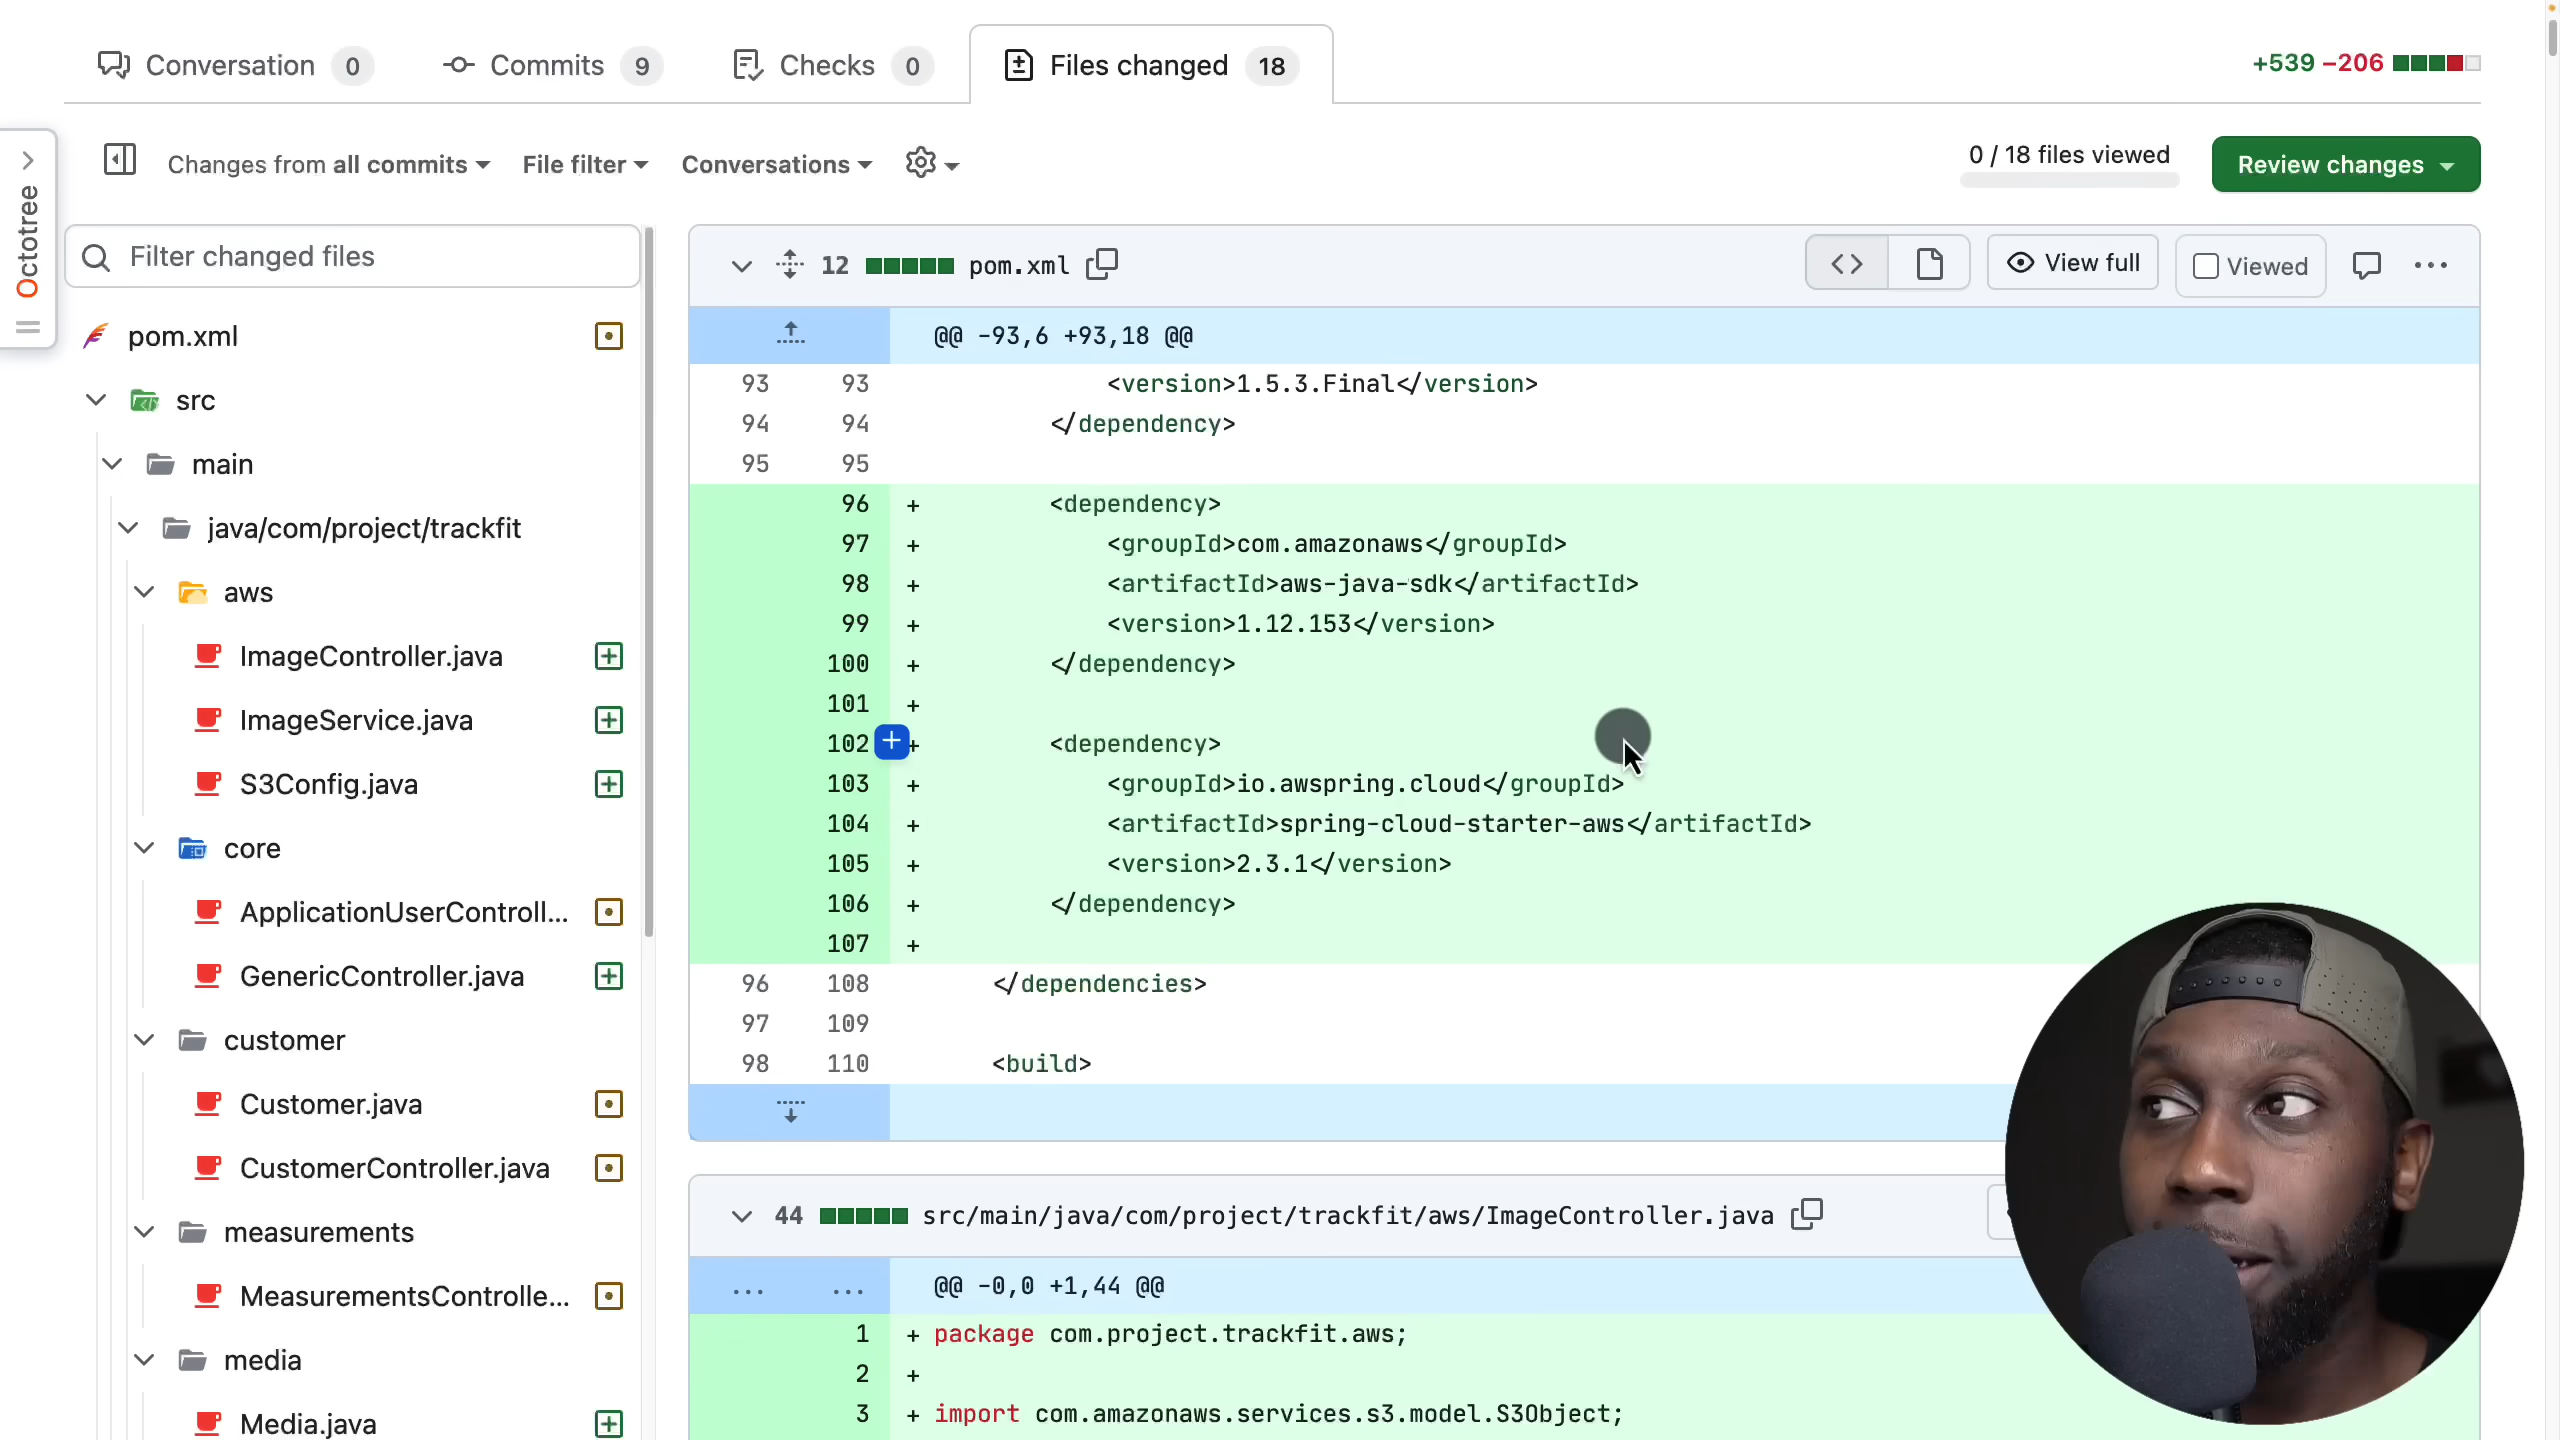 Conversation 0
Commits 9
Checks 0
Files changed 18
+539 −206
Octotree
Changes from all commits
File filter
Conversations
0 / 18 files viewed
Review changes
Filter changed files
pom.xml
src
main
java/com/project/trackfit
aws
ImageController.java
ImageService.java
S3Config.java
core
ApplicationUserControll...
GenericController.java
customer
Customer.java
CustomerController.java
measurements
MeasurementsControlle...
media
Media.java
12 pom.xml
View full
Viewed
@@ -93,6 +93,18 @@
93 93 <version>1.5.3.Final</version>
94 94 </dependency>
95 95
96 + <dependency>
97 + <groupId>com.amazonaws</groupId>
98 + <artifactId>aws-java-sdk</artifactId>
99 + <version>1.12.153</version>
100 + </dependency>
101 +
102 + <dependency>
103 + <groupId>io.awspring.cloud</groupId>
104 + <artifactId>spring-cloud-starter-aws</artifactId>
105 + <version>2.3.1</version>
106 + </dependency>
107 +
96 108 </dependencies>
97 109
98 110 <build>
44 src/main/java/com/project/trackfit/aws/ImageController.java
... ... @@ -0,0 +1,44 @@
1 + package com.project.trackfit.aws;
2 +
3 + import com.amazonaws.services.s3.model.S3Object;